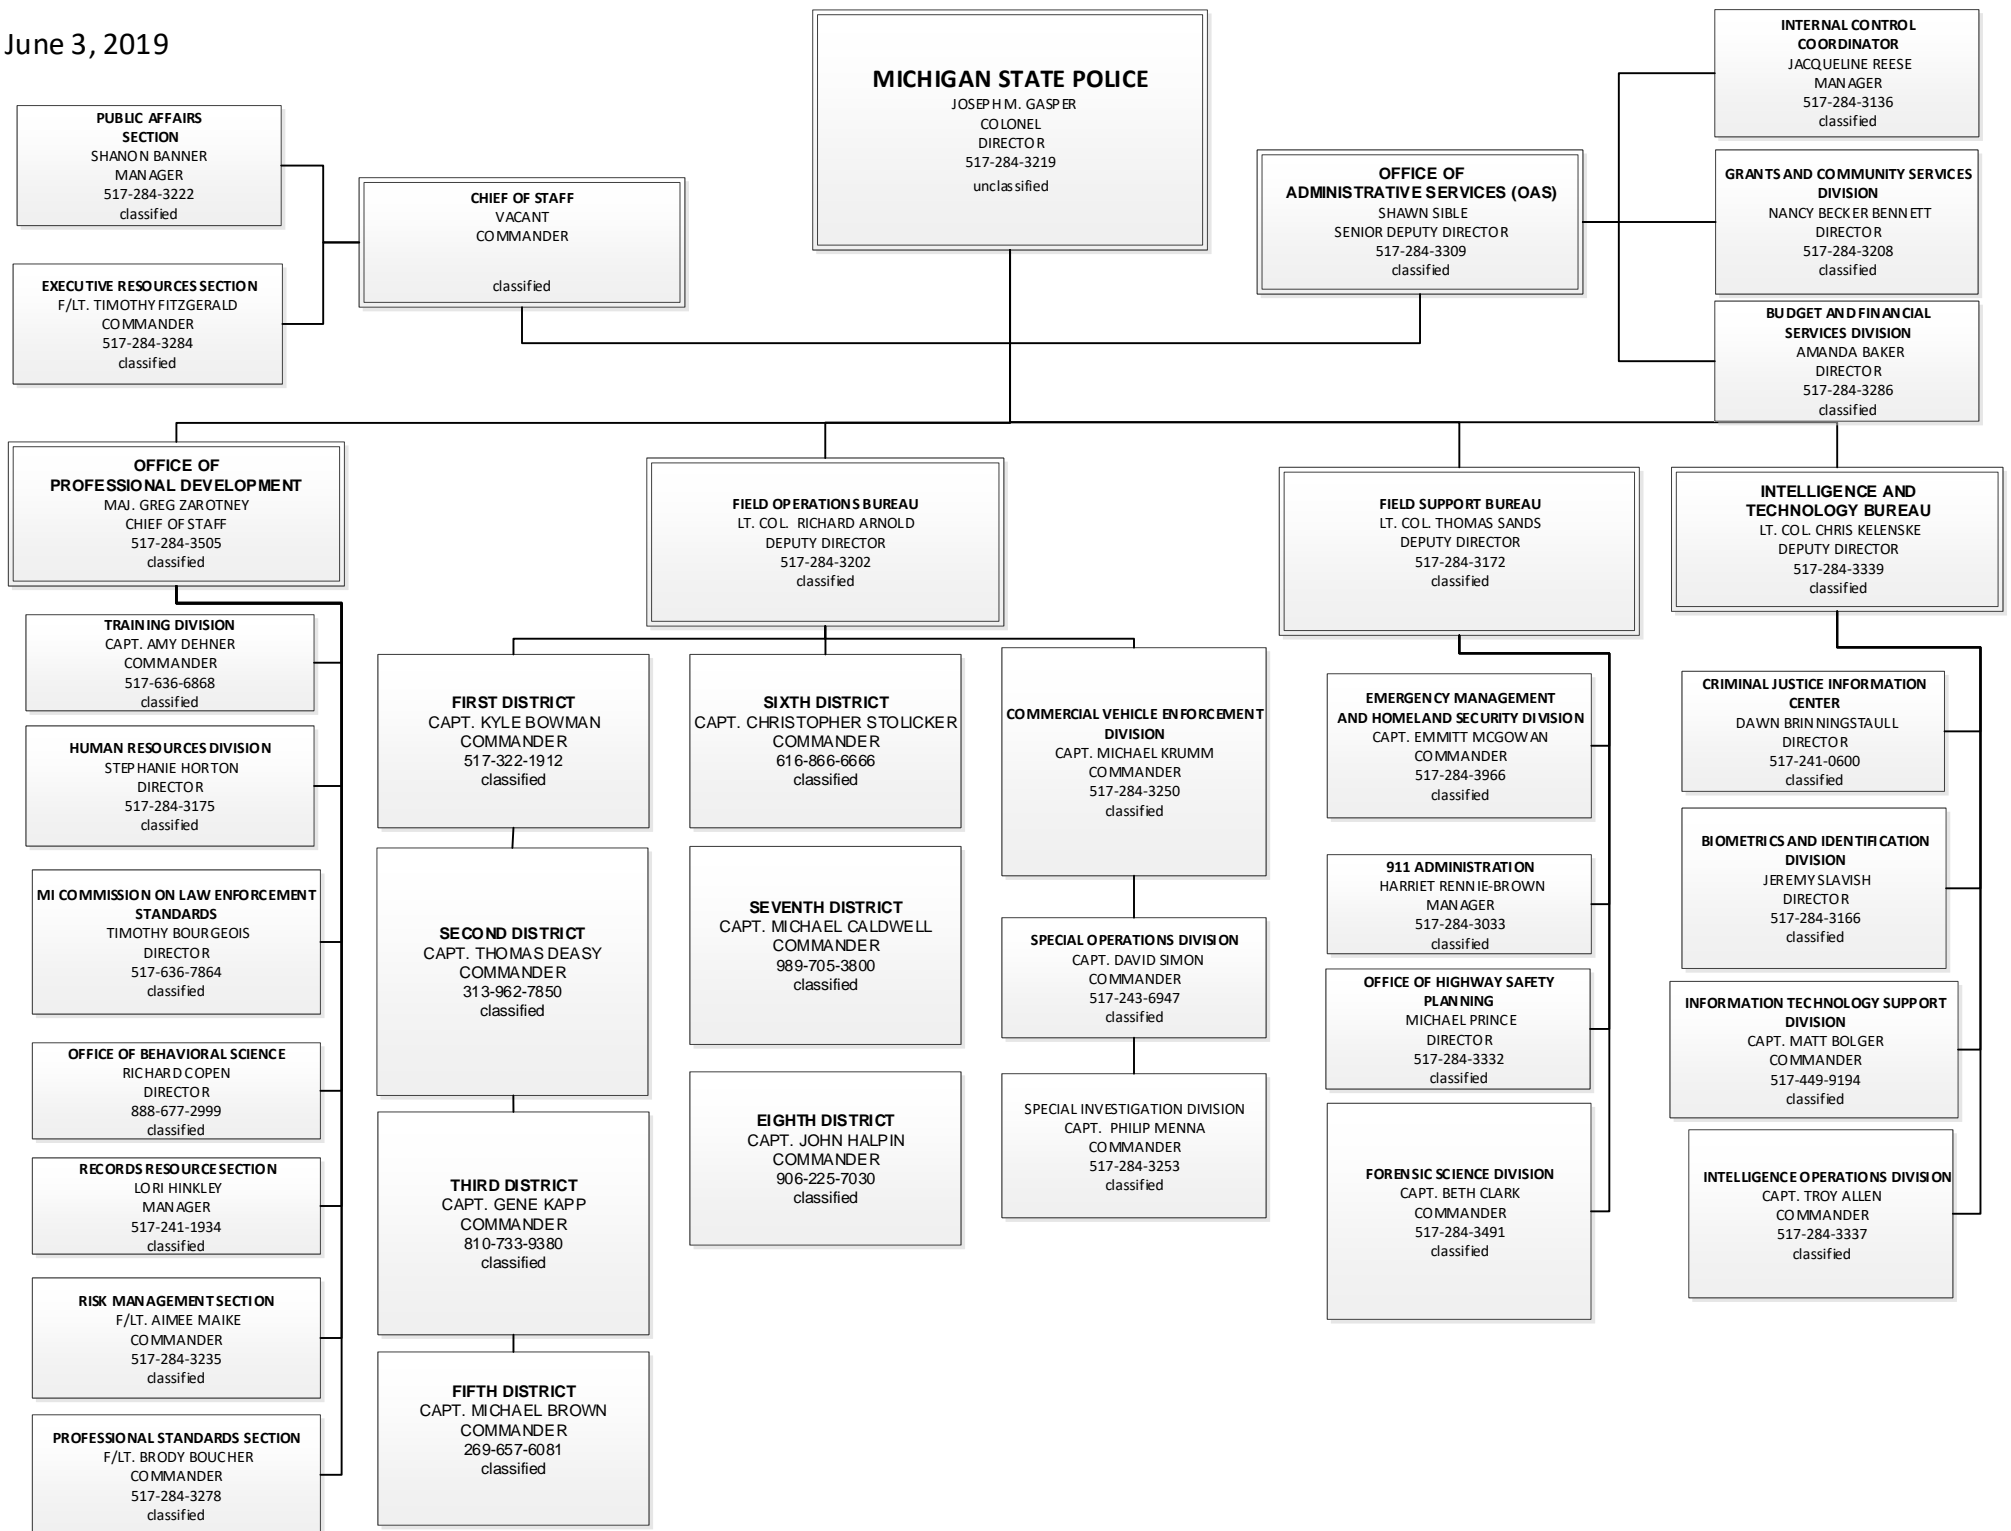 June 3, 2019
MICHIGAN STATE POLICE
JOSEPH M. GASPER
COLONEL
DIRECTOR
517-284-3219
unclassified
PUBLIC AFFAIRS
SECTION
SHANON BANNER
MANAGER
517-284-3222
classified
EXECUTIVE RESOURCES SECTION
F/LT. TIMOTHY FITZGERALD
COMMANDER
517-284-3284
classified
CHIEF OF STAFF
VACANT
COMMANDER
classified
OFFICE OF
ADMINISTRATIVE SERVICES (OAS)
SHAWN SIBLE
SENIOR DEPUTY DIRECTOR
517-284-3309
classified
INTERNAL CONTROL
COORDINATOR
JACQUELINE REESE
MANAGER
517-284-3136
classified
GRANTS AND COMMUNITY SERVICES
DIVISION
NANCY BECKER BENNETT
DIRECTOR
517-284-3208
classified
BUDGET AND FINANCIAL
SERVICES DIVISION
AMANDA BAKER
DIRECTOR
517-284-3286
classified
OFFICE OF
PROFESSIONAL DEVELOPMENT
MAJ. GREG ZAROTNEY
CHIEF OF STAFF
517-284-3505
classified
TRAINING DIVISION
CAPT. AMY DEHNER
COMMANDER
517-636-6868
classified
HUMAN RESOURCES DIVISION
STEPHANIE HORTON
DIRECTOR
517-284-3175
classified
MI COMMISSION ON LAW ENFORCEMENT
STANDARDS
TIMOTHY BOURGEOIS
DIRECTOR
517-636-7864
classified
OFFICE OF BEHAVIORAL SCIENCE
RICHARD COPEN
DIRECTOR
888-677-2999
classified
RECORDS RESOURCE SECTION
LORI HINKLEY
MANAGER
517-241-1934
classified
RISK MANAGEMENT SECTION
F/LT. AIMEE MAIKE
COMMANDER
517-284-3235
classified
PROFESSIONAL STANDARDS SECTION
F/LT. BRODY BOUCHER
COMMANDER
517-284-3278
classified
FIELD OPERATIONS BUREAU
LT. COL. RICHARD ARNOLD
DEPUTY DIRECTOR
517-284-3202
classified
FIRST DISTRICT
CAPT. KYLE BOWMAN
COMMANDER
517-322-1912
classified
SECOND DISTRICT
CAPT. THOMAS DEASY
COMMANDER
313-962-7850
classified
THIRD DISTRICT
CAPT. GENE KAPP
COMMANDER
810-733-9380
classified
FIFTH DISTRICT
CAPT. MICHAEL BROWN
COMMANDER
269-657-6081
classified
SIXTH DISTRICT
CAPT. CHRISTOPHER STOLICKER
COMMANDER
616-866-6666
classified
SEVENTH DISTRICT
CAPT. MICHAEL CALDWELL
COMMANDER
989-705-3800
classified
EIGHTH DISTRICT
CAPT. JOHN HALPIN
COMMANDER
906-225-7030
classified
COMMERCIAL VEHICLE ENFORCEMENT
DIVISION
CAPT. MICHAEL KRUMM
COMMANDER
517-284-3250
classified
SPECIAL OPERATIONS DIVISION
CAPT. DAVID SIMON
COMMANDER
517-243-6947
classified
SPECIAL INVESTIGATION DIVISION
CAPT. PHILIP MENNA
COMMANDER
517-284-3253
classified
FIELD SUPPORT BUREAU
LT. COL. THOMAS SANDS
DEPUTY DIRECTOR
517-284-3172
classified
EMERGENCY MANAGEMENT
AND HOMELAND SECURITY DIVISION
CAPT. EMMITT MCGOWAN
COMMANDER
517-284-3966
classified
911 ADMINISTRATION
HARRIET RENNIE-BROWN
MANAGER
517-284-3033
classified
OFFICE OF HIGHWAY SAFETY
PLANNING
MICHAEL PRINCE
DIRECTOR
517-284-3332
classified
FORENSIC SCIENCE DIVISION
CAPT. BETH CLARK
COMMANDER
517-284-3491
classified
INTELLIGENCE AND
TECHNOLOGY BUREAU
LT. COL. CHRIS KELENSKE
DEPUTY DIRECTOR
517-284-3339
classified
CRIMINAL JUSTICE INFORMATION
CENTER
DAWN BRINNINGSTAULL
DIRECTOR
517-241-0600
classified
BIOMETRICS AND IDENTIFICATION
DIVISION
JEREMY SLAVISH
DIRECTOR
517-284-3166
classified
INFORMATION TECHNOLOGY SUPPORT
DIVISION
CAPT. MATT BOLGER
COMMANDER
517-449-9194
classified
INTELLIGENCE OPERATIONS DIVISION
CAPT. TROY ALLEN
COMMANDER
517-284-3337
classified